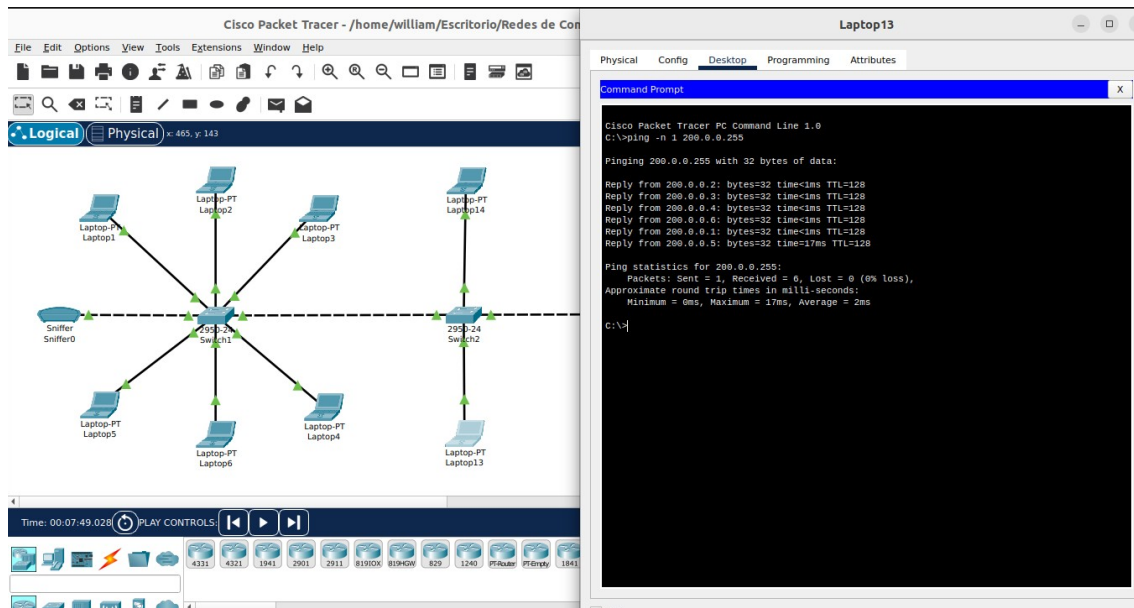 Cisco Packet Tracer - /home/william/Escritorio/Redes de Con
File Edit Options View Tools Extensions Window Help
Logical Physical x: 465, y: 143
Laptop-PT
Laptop1
Laptop-PT
Laptop2
Laptop-PT
Laptop3
Laptop-PT
Laptop14
Sniffer
Sniffer0
2950-24
Switch1
2950-24
Switch2
Laptop-PT
Laptop5
Laptop-PT
Laptop6
Laptop-PT
Laptop4
Laptop-PT
Laptop13
Time: 00:07:49.028 PLAY CONTROLS:
4331 4321 1941 2901 2911 819IOX 819HGW 829 1240 PT-Router PT-Empty 1841
Laptop13
Physical Config Desktop Programming Attributes
Command Prompt X
Cisco Packet Tracer PC Command Line 1.0
C:\>ping -n 1 200.0.0.255
Pinging 200.0.0.255 with 32 bytes of data:
Reply from 200.0.0.2: bytes=32 time<1ms TTL=128
Reply from 200.0.0.3: bytes=32 time<1ms TTL=128
Reply from 200.0.0.4: bytes=32 time<1ms TTL=128
Reply from 200.0.0.6: bytes=32 time<1ms TTL=128
Reply from 200.0.0.1: bytes=32 time<1ms TTL=128
Reply from 200.0.0.5: bytes=32 time=17ms TTL=128
Ping statistics for 200.0.0.255:
Packets: Sent = 1, Received = 6, Lost = 0 (0% loss),
Approximate round trip times in milli-seconds:
Minimum = 0ms, Maximum = 17ms, Average = 2ms
C:\>